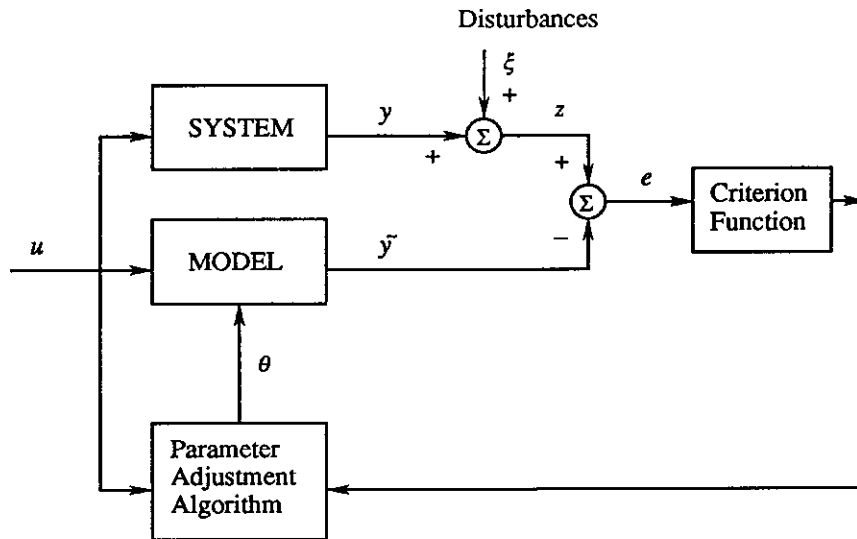 Disturbances
ξ
+
y
z
SYSTEM
Σ
+
+
e
Criterion
Function
Σ
u
MODEL
ỹ
−
θ
Parameter
Adjustment
Algorithm